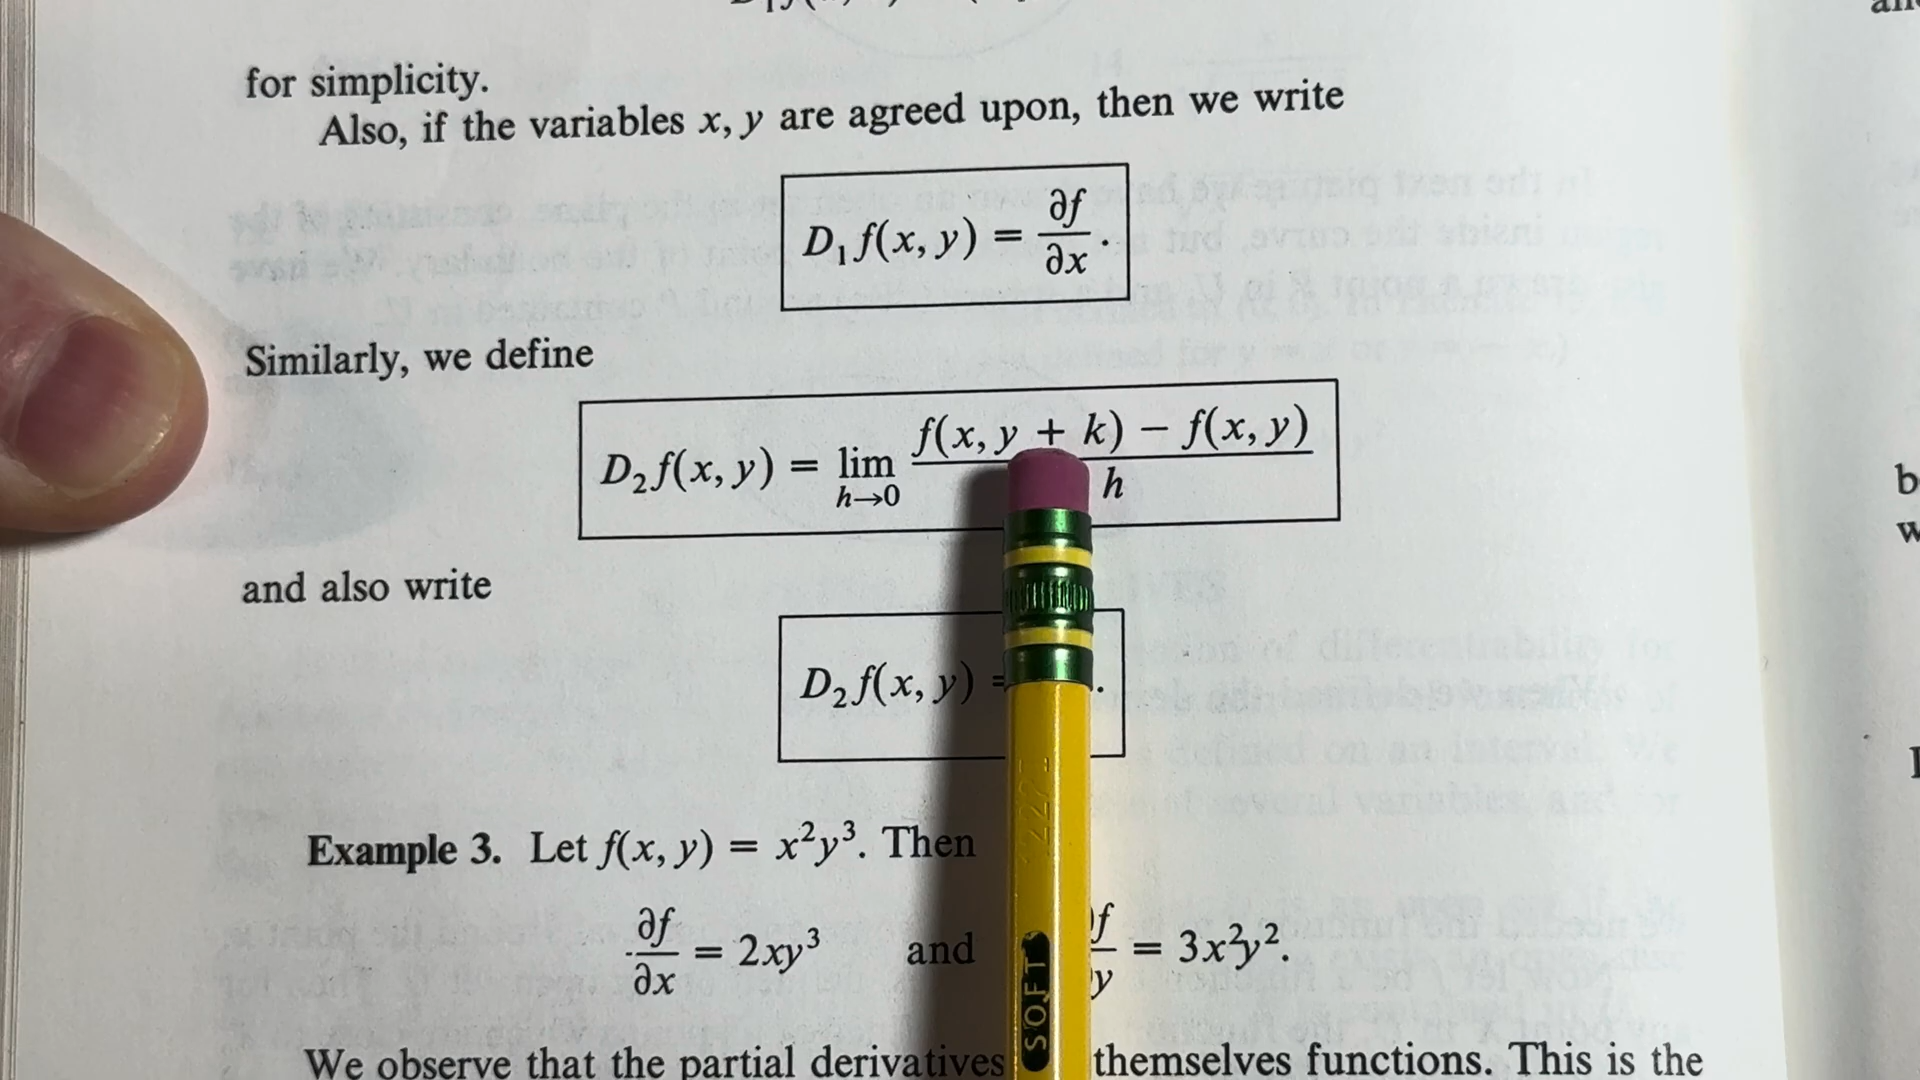 for simplicity.
Also, if the variables x, y are agreed upon, then we write
D₁f(x, y) = ∂f/∂x.
Similarly, we define
D₂f(x, y) = lim h→0 f(x, y + k) − f(x, y) / h
and also write
D₂f(x, y) = .
Example 3. Let f(x, y) = x²y³. Then
∂f/∂x = 2xy³ and f/y = 3x²y².
We observe that the partial derivatives themselves functions. This is the
SOFT